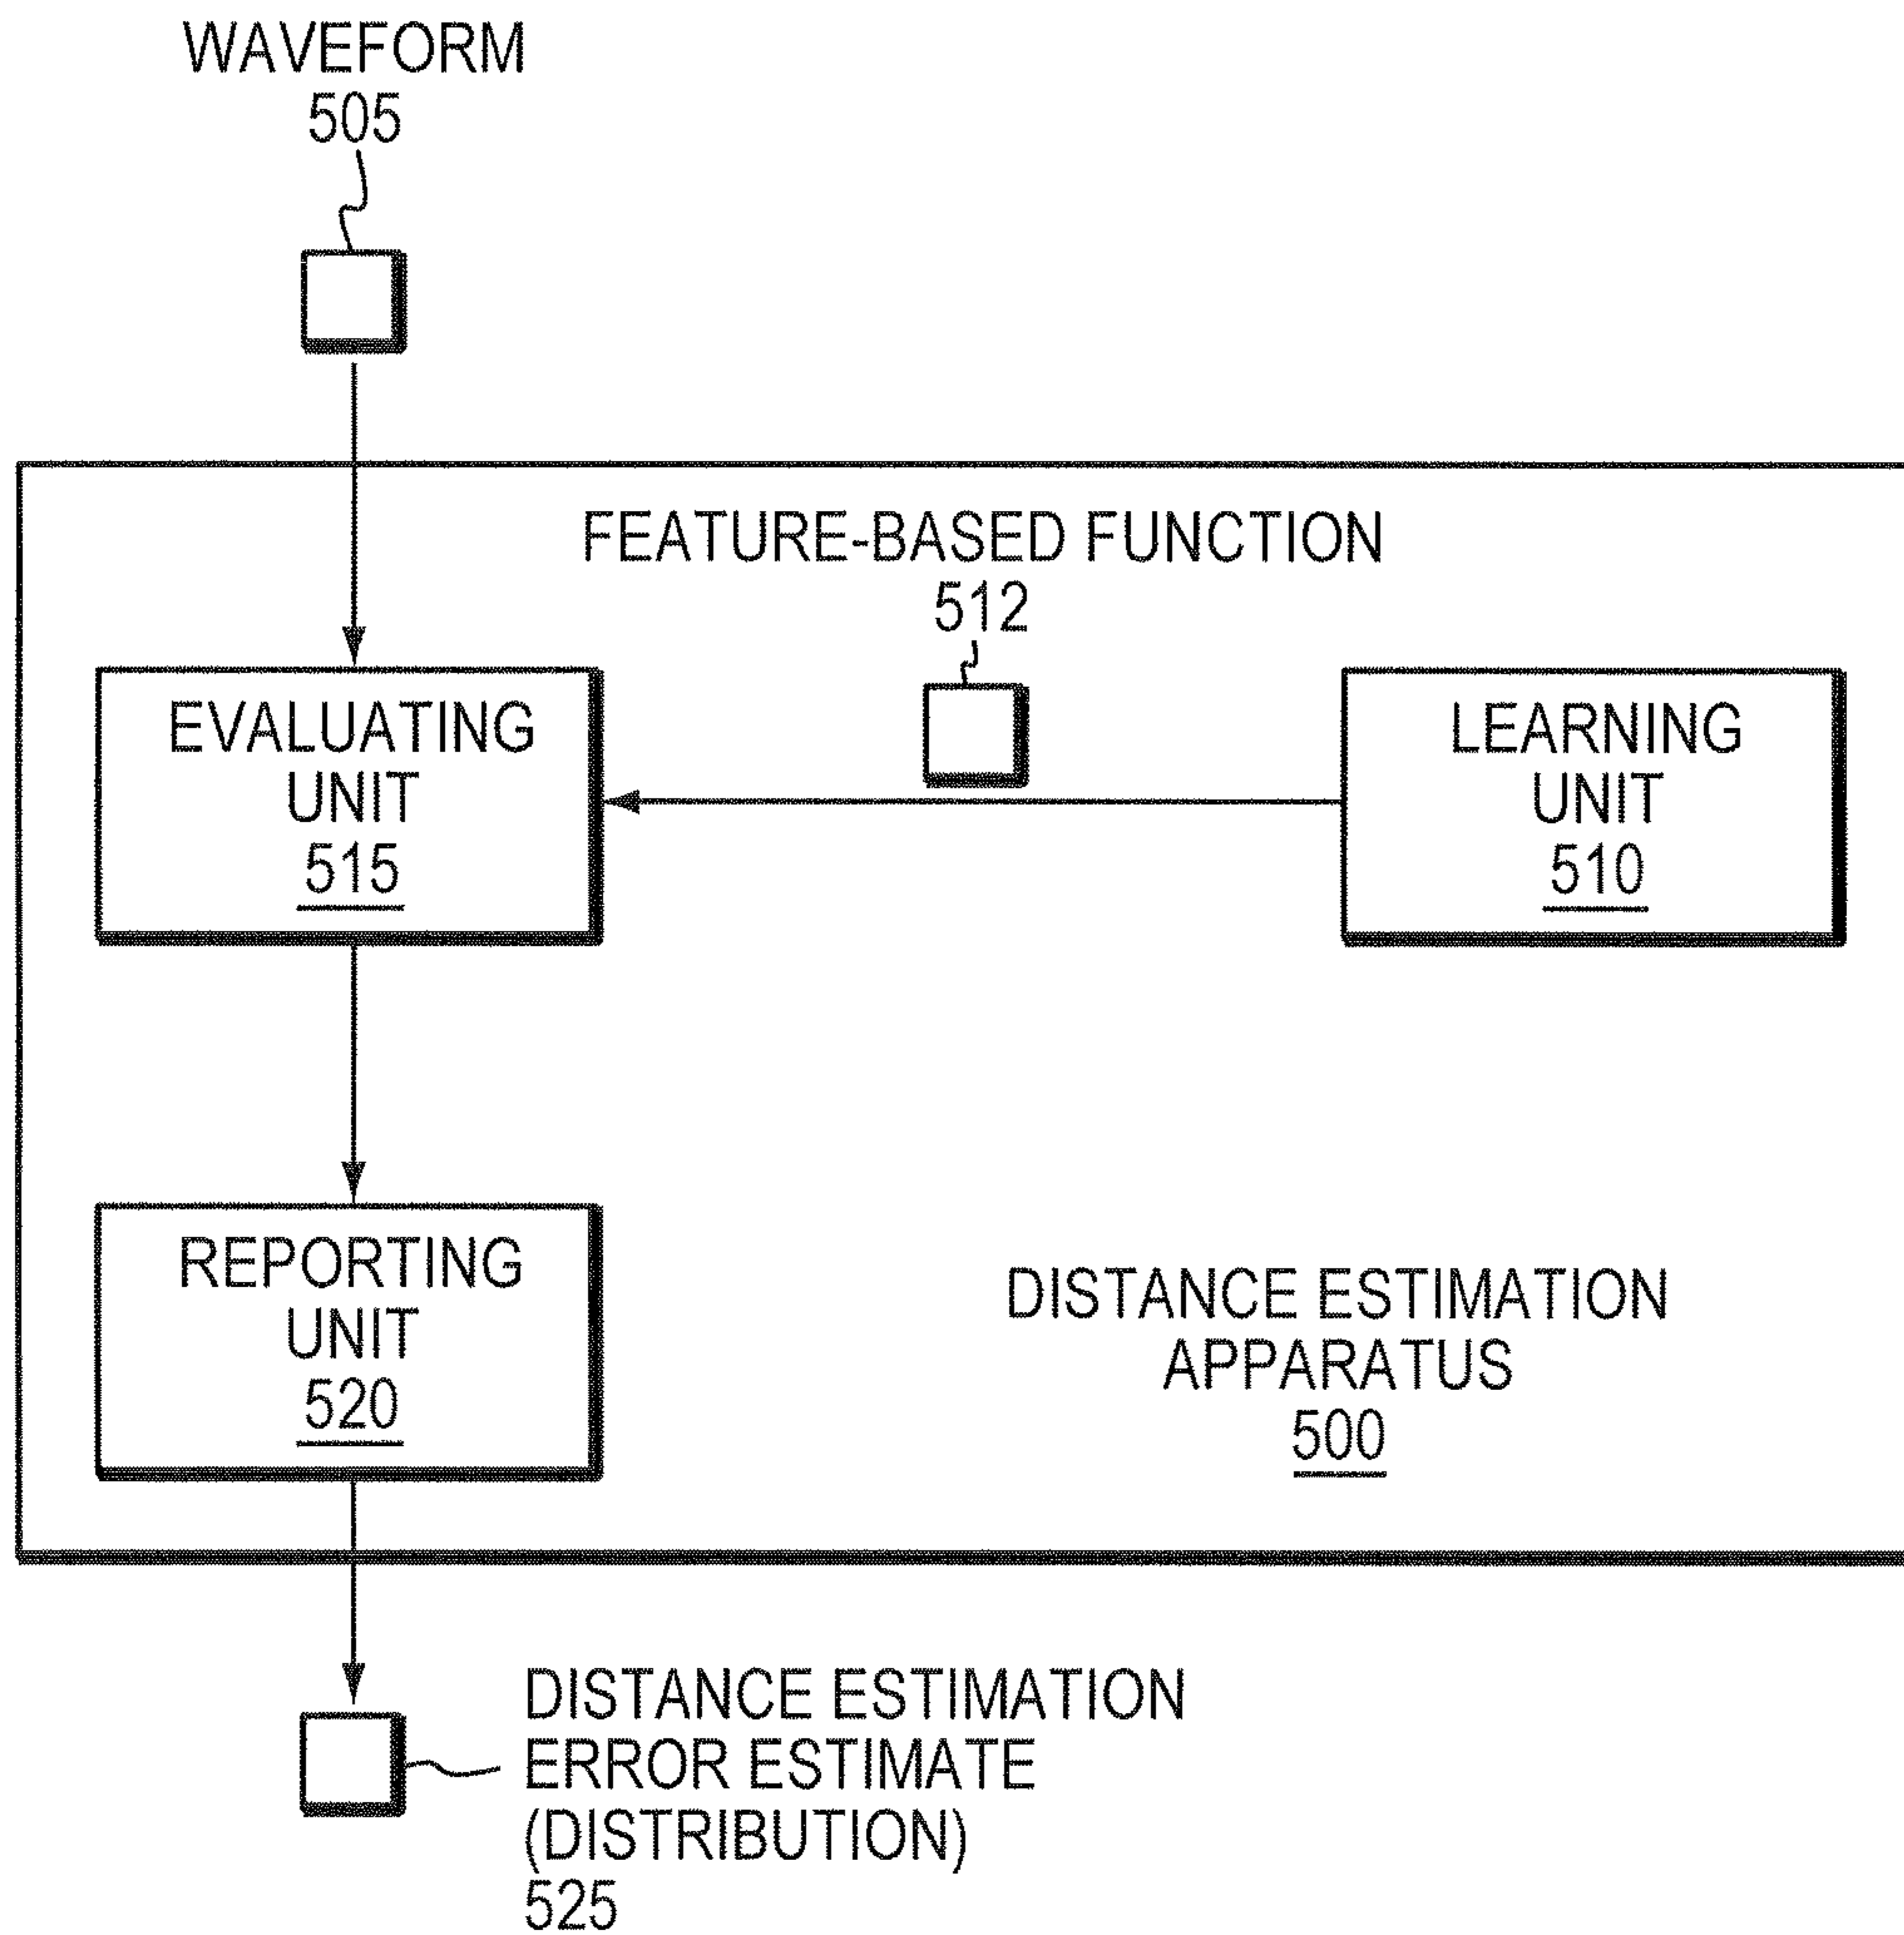 WAVEFORM
505
FEATURE-BASED FUNCTION
512
EVALUATING
UNIT
515
LEARNING
UNIT
510
REPORTING
UNIT
520
DISTANCE ESTIMATION
APPARATUS
500
DISTANCE ESTIMATION
ERROR ESTIMATE
(DISTRIBUTION)
525